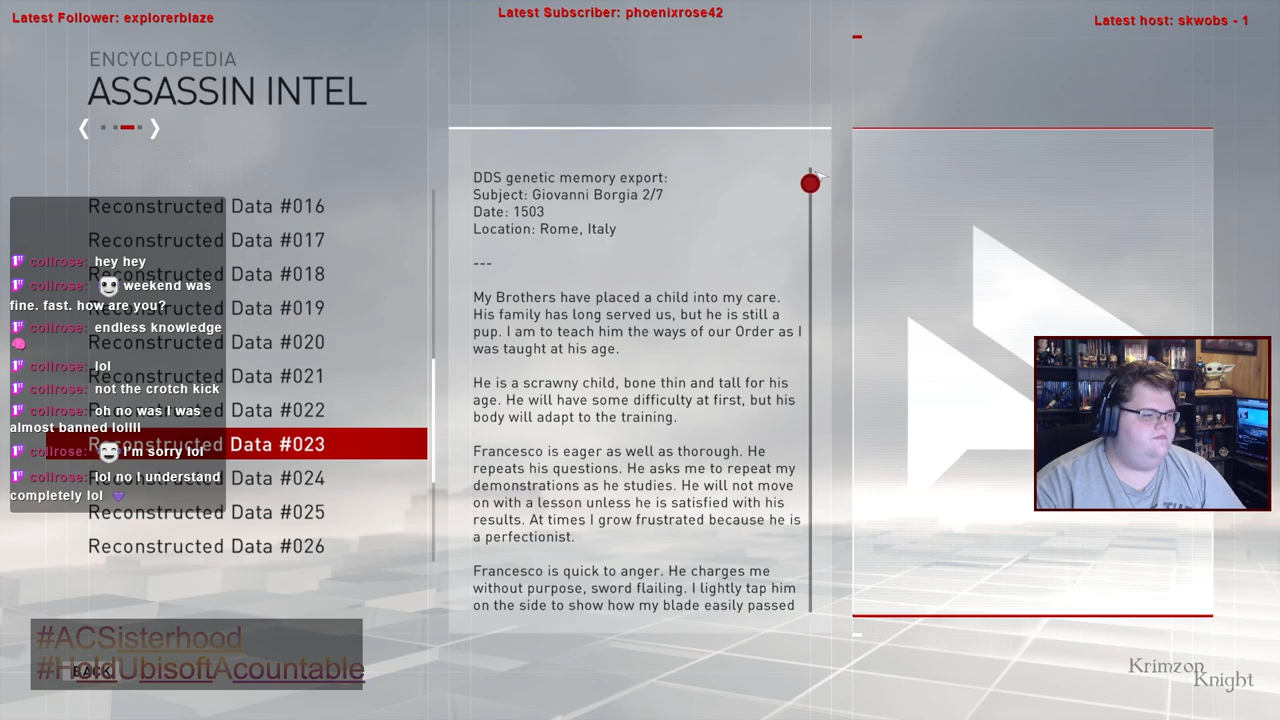 Latest Follower: explorerblaze
Latest Subscriber: phoenixrose42
Latest host: skwobs - 1
ENCYCLOPEDIA
ASSASSIN INTEL
Reconstructed Data #016
Reconstructed Data #017
Reconstructed Data #018
Reconstructed Data #019
Reconstructed Data #020
Reconstructed Data #021
Reconstructed Data #022
Reconstructed Data #023
Reconstructed Data #024
Reconstructed Data #025
Reconstructed Data #026
collrose: hey hey
collrose: weekend was
fine. fast. how are you?
collrose: endless knowledge
collrose: lol
collrose: not the crotch kick
collrose: oh no was I was
almost banned lollll
collrose: I'm sorry lol
collrose: lol no I understand
completely lol
DDS genetic memory export:
Subject: Giovanni Borgia 2/7
Date: 1503
Location: Rome, Italy
---
My Brothers have placed a child into my care.
His family has long served us, but he is still a
pup. I am to teach him the ways of our Order as I
was taught at his age.
He is a scrawny child, bone thin and tall for his
age. He will have some difficulty at first, but his
body will adapt to the training.
Francesco is eager as well as thorough. He
repeats his questions. He asks me to repeat my
demonstrations as he studies. He will not move
on with a lesson unless he is satisfied with his
results. At times I grow frustrated because he is
a perfectionist.
Francesco is quick to anger. He charges me
without purpose, sword flailing. I lightly tap him
on the side to show how my blade easily passed
#ACSisterhood
#HoldUbisoftAcountable
BACK
Krimzon
Knight